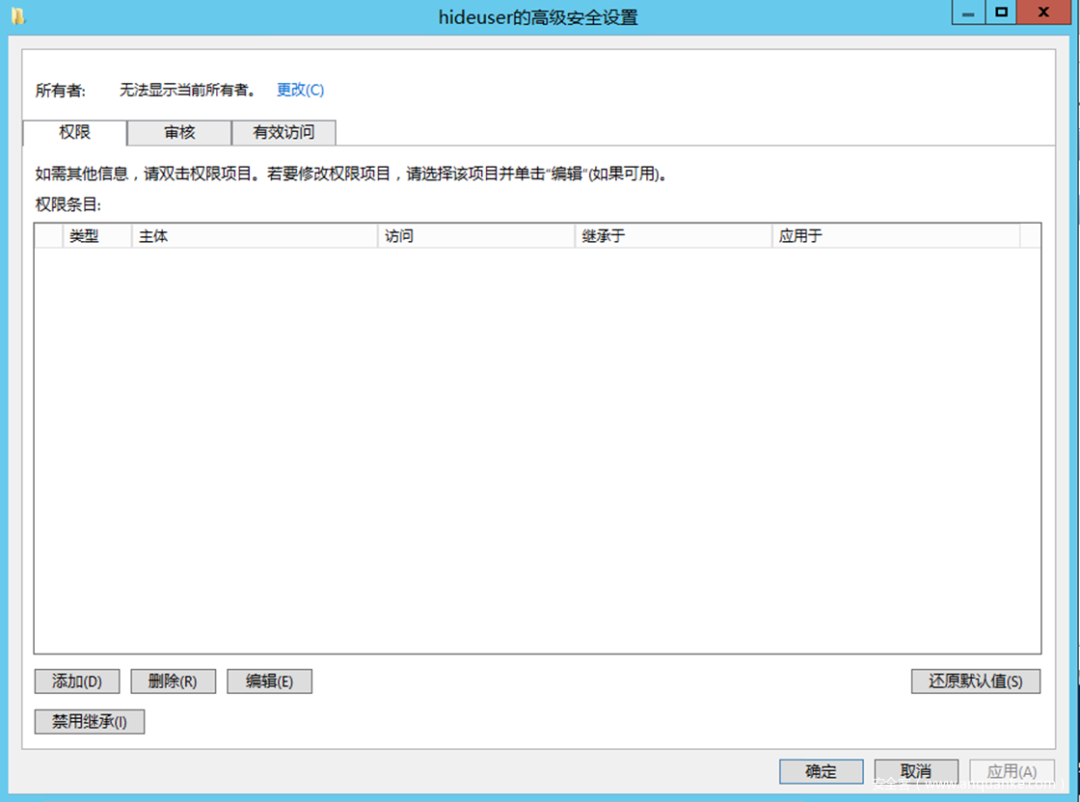 hideuser的高级安全设置
所有者: 无法显示当前所有者。 更改(C)
权限 审核 有效访问
如需其他信息，请双击权限项目。若要修改权限项目，请选择该项目并单击"编辑"(如果可用)。
权限条目:
类型 主体 访问 继承于 应用于
添加(D) 删除(R) 编辑(E) 还原默认值(S)
禁用继承(I)
确定 取消 应用(A)